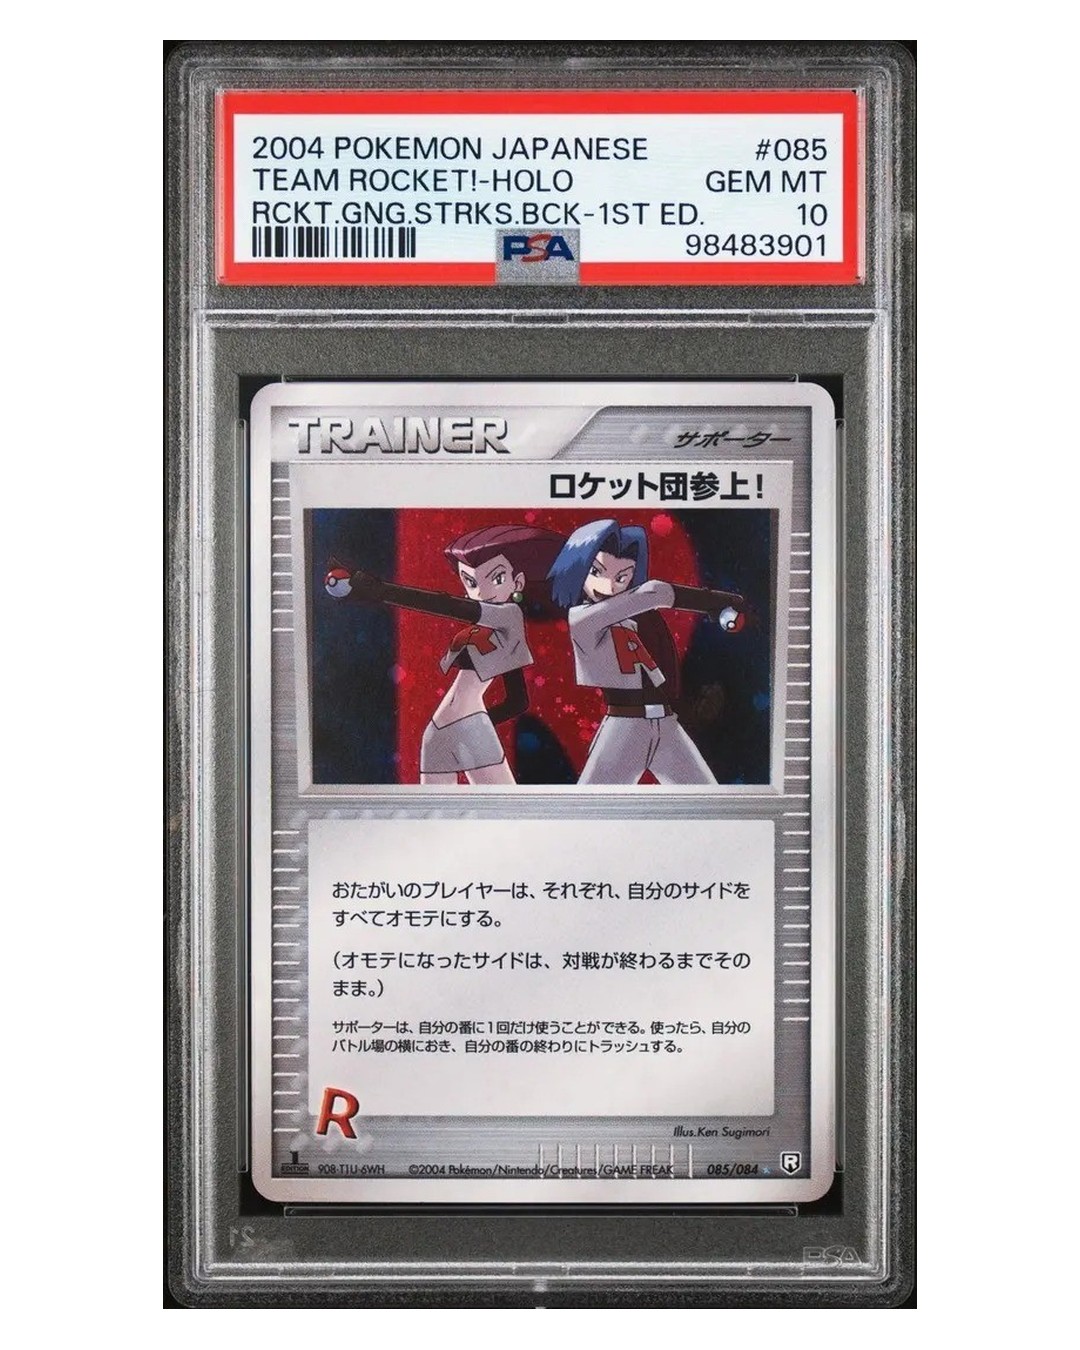 2004 POKEMON JAPANESE #085
TEAM ROCKET!-HOLO GEM MT
RCKT.GNG.STRKS.BCK-1ST ED. 10
PSA 98483901
TRAINER サポーター
ロケット団参上!
R R
おたがいのプレイヤーは、それぞれ、自分のサイドを
すべてオモテにする。
(オモテになったサイドは、対戦が終わるまでその
まま。)
サポーターは、自分の番に1回だけ使うことができる。使ったら、自分の
バトル場の横におき、自分の番の終わりにトラッシュする。
R
Illus.Ken Sugimori
1 EDITION 908-T1U-6WH ©2004 Pokémon/Nintendo/Creatures/GAME FREAK 085/084 ★ R
21 PSA